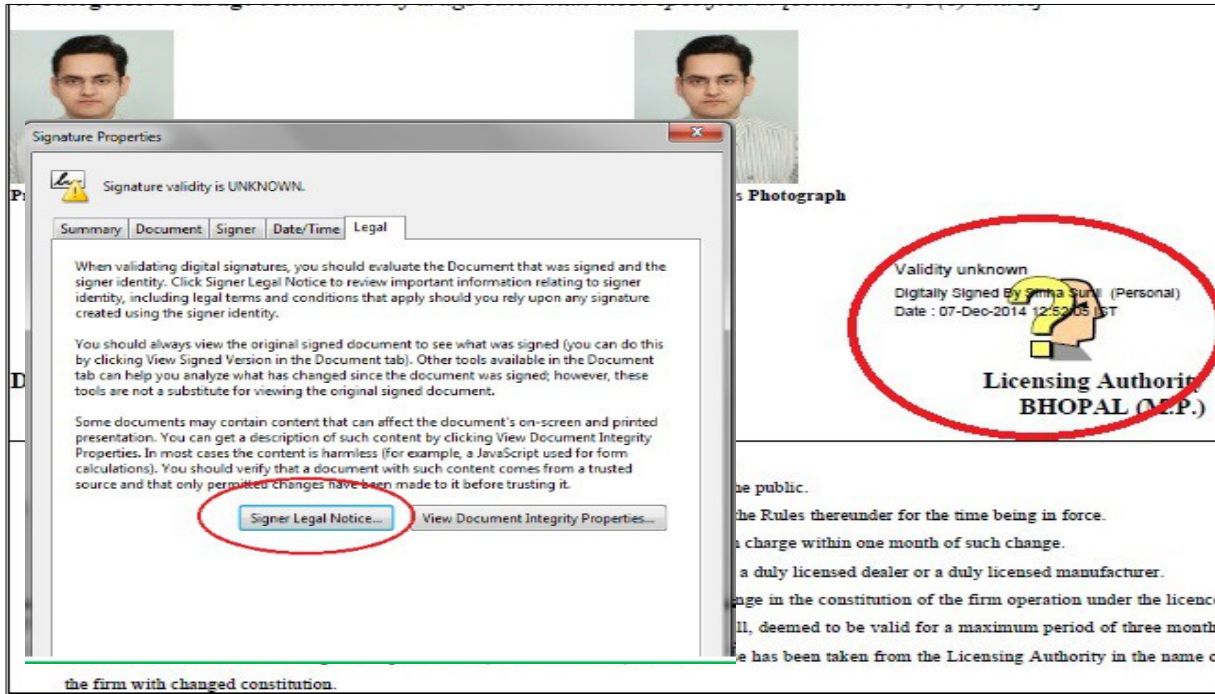 Signature Properties
Signature validity is UNKNOWN.
Summary Document Signer Date/Time Legal
When validating digital signatures, you should evaluate the Document that was signed and the
signer identity. Click Signer Legal Notice to review important information relating to signer
identity, including legal terms and conditions that apply should you rely upon any signature
created using the signer identity.
You should always view the original signed document to see what was signed (you can do this
by clicking View Signed Version in the Document tab). Other tools available in the Document
tab can help you analyze what has changed since the document was signed; however, these
tools are not a substitute for viewing the original signed document.
Some documents may contain content that can affect the document's on-screen and printed
presentation. You can get a description of such content by clicking View Document Integrity
Properties. In most cases the content is harmless (for example, a JavaScript used for form
calculations). You should verify that a document with such content comes from a trusted
source and that only permitted changes have been made to it before trusting it.
Signer Legal Notice... View Document Integrity Properties...
s Photograph
Validity unknown
Digitally Signed By Sinha Sunil (Personal)
Date : 07-Dec-2014 12:52:05 IST
Licensing Authority
BHOPAL (M.P.)
public.
the Rules thereunder for the time being in force.
charge within one month of such change.
a duly licensed dealer or a duly licensed manufacturer.
in the constitution of the firm operation under the licence
deemed to be valid for a maximum period of three month
has been taken from the Licensing Authority in the name
the firm with changed constitution.